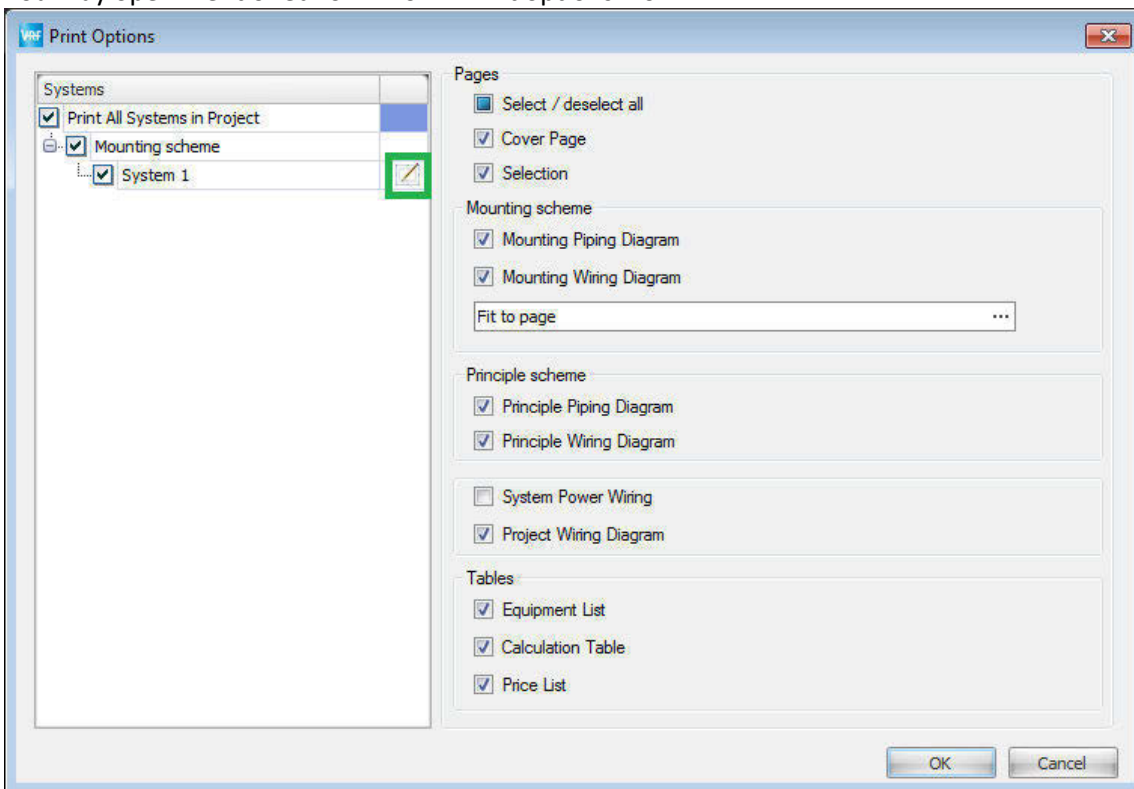 VRF Print Options
Systems
Print All Systems in Project
Mounting scheme
System 1
Pages
Select / deselect all
Cover Page
Selection
Mounting scheme
Mounting Piping Diagram
Mounting Wiring Diagram
Fit to page ...
Principle scheme
Principle Piping Diagram
Principle Wiring Diagram
System Power Wiring
Project Wiring Diagram
Tables
Equipment List
Calculation Table
Price List
OK Cancel